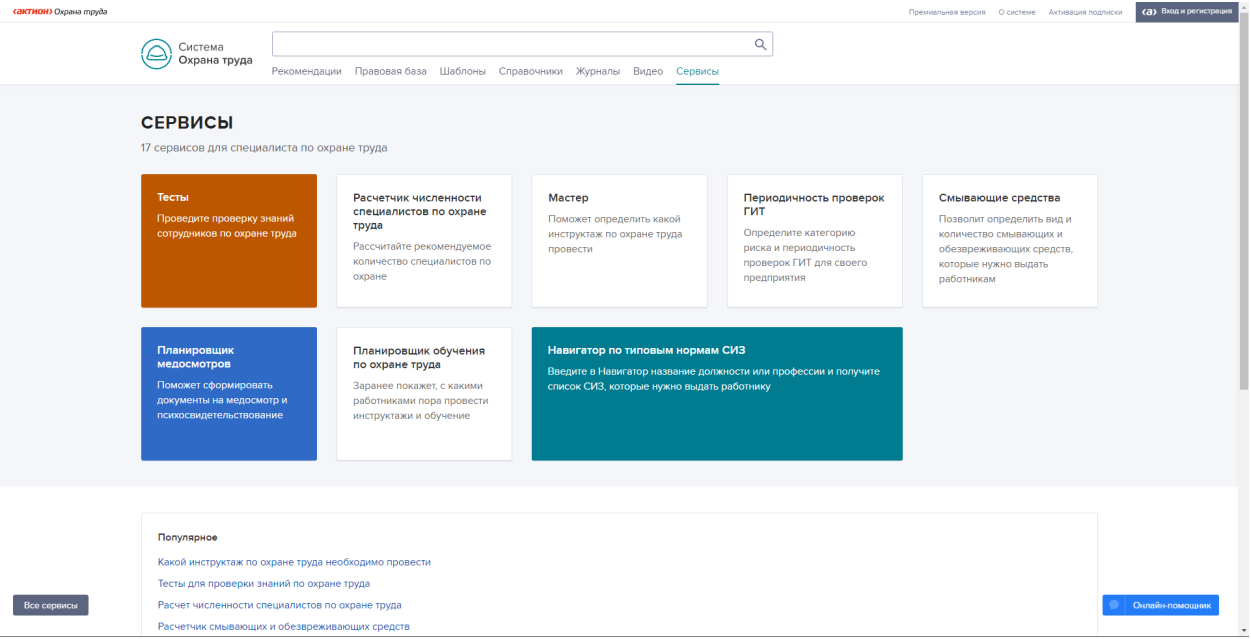 ‹актион› Охрана труда
Премиальная версия О системе Активация подписки ‹а› Вход и регистрация
Система
Охрана труда
Рекомендации Правовая база Шаблоны Справочники Журналы Видео Сервисы
СЕРВИСЫ
17 сервисов для специалиста по охране труда
Тесты
Проведите проверку знаний
сотрудников по охране труда
Расчетчик численности
специалистов по охране
труда
Рассчитайте рекомендуемое
количество специалистов по
охране
Мастер
Поможет определить какой
инструктаж по охране труда
провести
Периодичность проверок
ГИТ
Определите категорию
риска и периодичность
проверок ГИТ для своего
предприятия
Смывающие средства
Позволит определить вид и
количество смывающих и
обезвреживающих средств,
которые нужно выдать
работникам
Планировщик
медосмотров
Поможет сформировать
документы на медосмотр и
психосвидетельствование
Планировщик обучения
по охране труда
Заранее покажет, с какими
работниками пора провести
инструктажи и обучение
Навигатор по типовым нормам СИЗ
Введите в Навигатор название должности или профессии и получите
список СИЗ, которые нужно выдать работнику
Популярное
Какой инструктаж по охране труда необходимо провести
Тесты для проверки знаний по охране труда
Расчет численности специалистов по охране труда
Расчетчик смывающих и обезвреживающих средств
Все сервисы
Онлайн-помощник